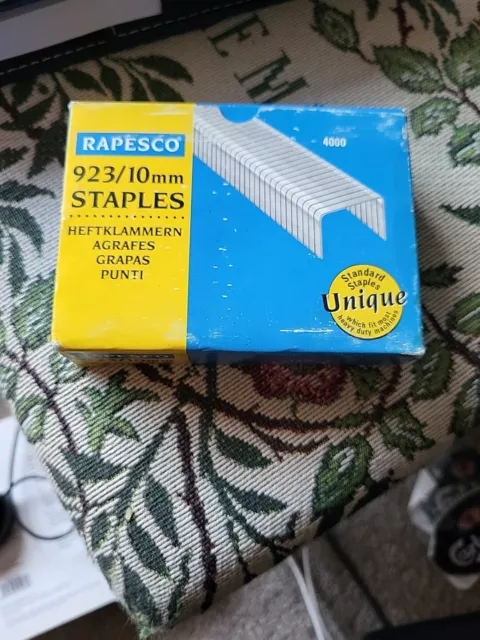 RAPESCO
923/10mm
STAPLES
HEFTKLAMMERN
AGRAFES
GRAPAS
PUNTI
4000
Standard
Staples
Unique
which fit most
heavy duty machines